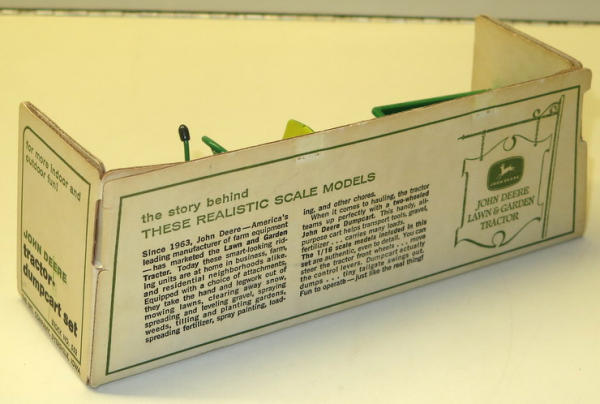 for more indoor and
outdoor fun!
JOHN DEERE
tractor-
dumpcart set
the story behind
THESE REALISTIC SCALE MODELS
Since 1963, John Deere—America's
leading manufacturer of farm equipment
—has marketed the Lawn and Garden
Tractor. Today these smart-looking rid-
ing units are at home in business, farm,
and residential neighborhoods alike.
Equipped with a choice of attachments
they take the hand and legwork out of
mowing lawns, clearing away snow,
spreading and leveling gravel, spraying
weeds, tilling and planting gardens,
spreading fertilizer, spray painting, load-
ing, and other chores.
When it comes to hauling, the tractor
teams up perfectly with a two-wheeled
John Deere Dumpcart. This handy, all-
purpose cart helps transport tools, gravel,
fertilizer . . . carries many loads.
The 1/16 scale models included in this
set are authentic, even to detail. You can
steer the tractor front wheels . . . move
the control levers. Dumpcart actually
dumps . . . tiny tailgate swings out.
Fun to operate—just like the real thing!
JOHN DEERE
JOHN DEERE
LAWN & GARDEN
TRACTOR